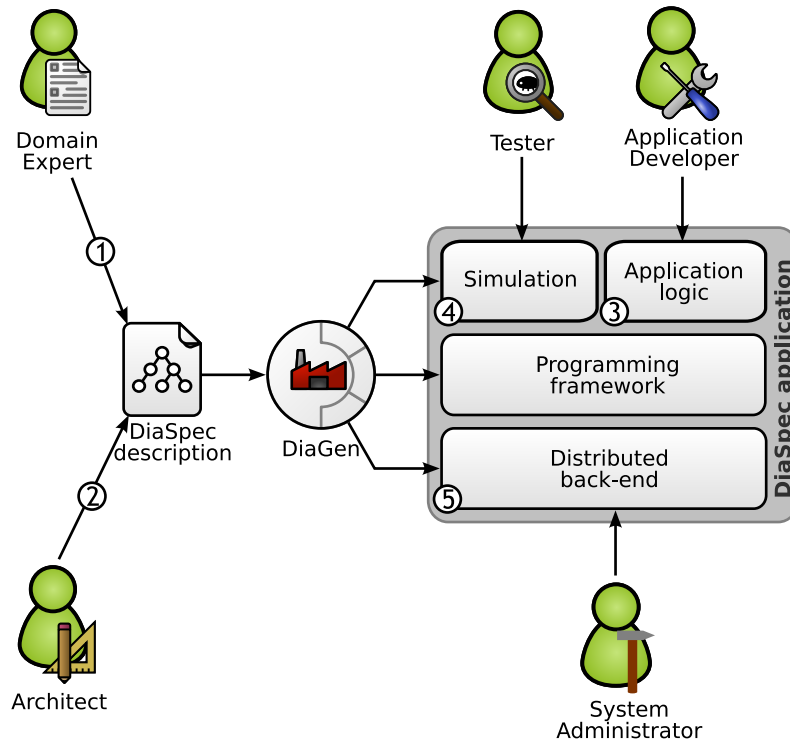 Domain
Expert
Tester
Application
Developer
1
Simulation
4
Application
logic
3
DiaSpec application
Programming
framework
DiaSpec
description
DiaGen
Distributed
back-end
5
2
Architect
System
Administrator